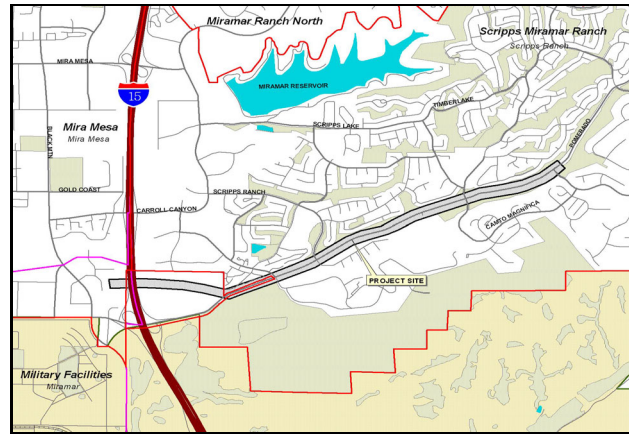 Miramar Ranch North
Scripps Miramar Ranch
Scripps Ranch
MIRA MESA
MIRAMAR RESERVOIR
15
TIMBERLAKE
BLACK MTN
Mira Mesa
Mira Mesa
SCRIPPS LAKE
POMERADO
GOLD COAST
SCRIPPS RANCH
CARROLL CANYON
CANTO MAGNIFICA
PROJECT SITE
Military Facilities
Miramar